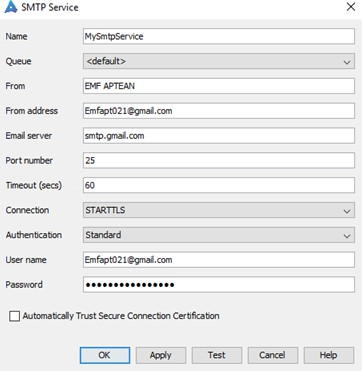 SMTP Service
Name MySmtpService
Queue <default>
From EMF APTEAN
From address Emfapt021@gmail.com
Email server smtp.gmail.com
Port number 25
Timeout (secs) 60
Connection STARTTLS
Authentication Standard
User name Emfapt021@gmail.com
Password ●●●●●●●●●●●●●●●●
Automatically Trust Secure Connection Certification
OK Apply Test Cancel Help